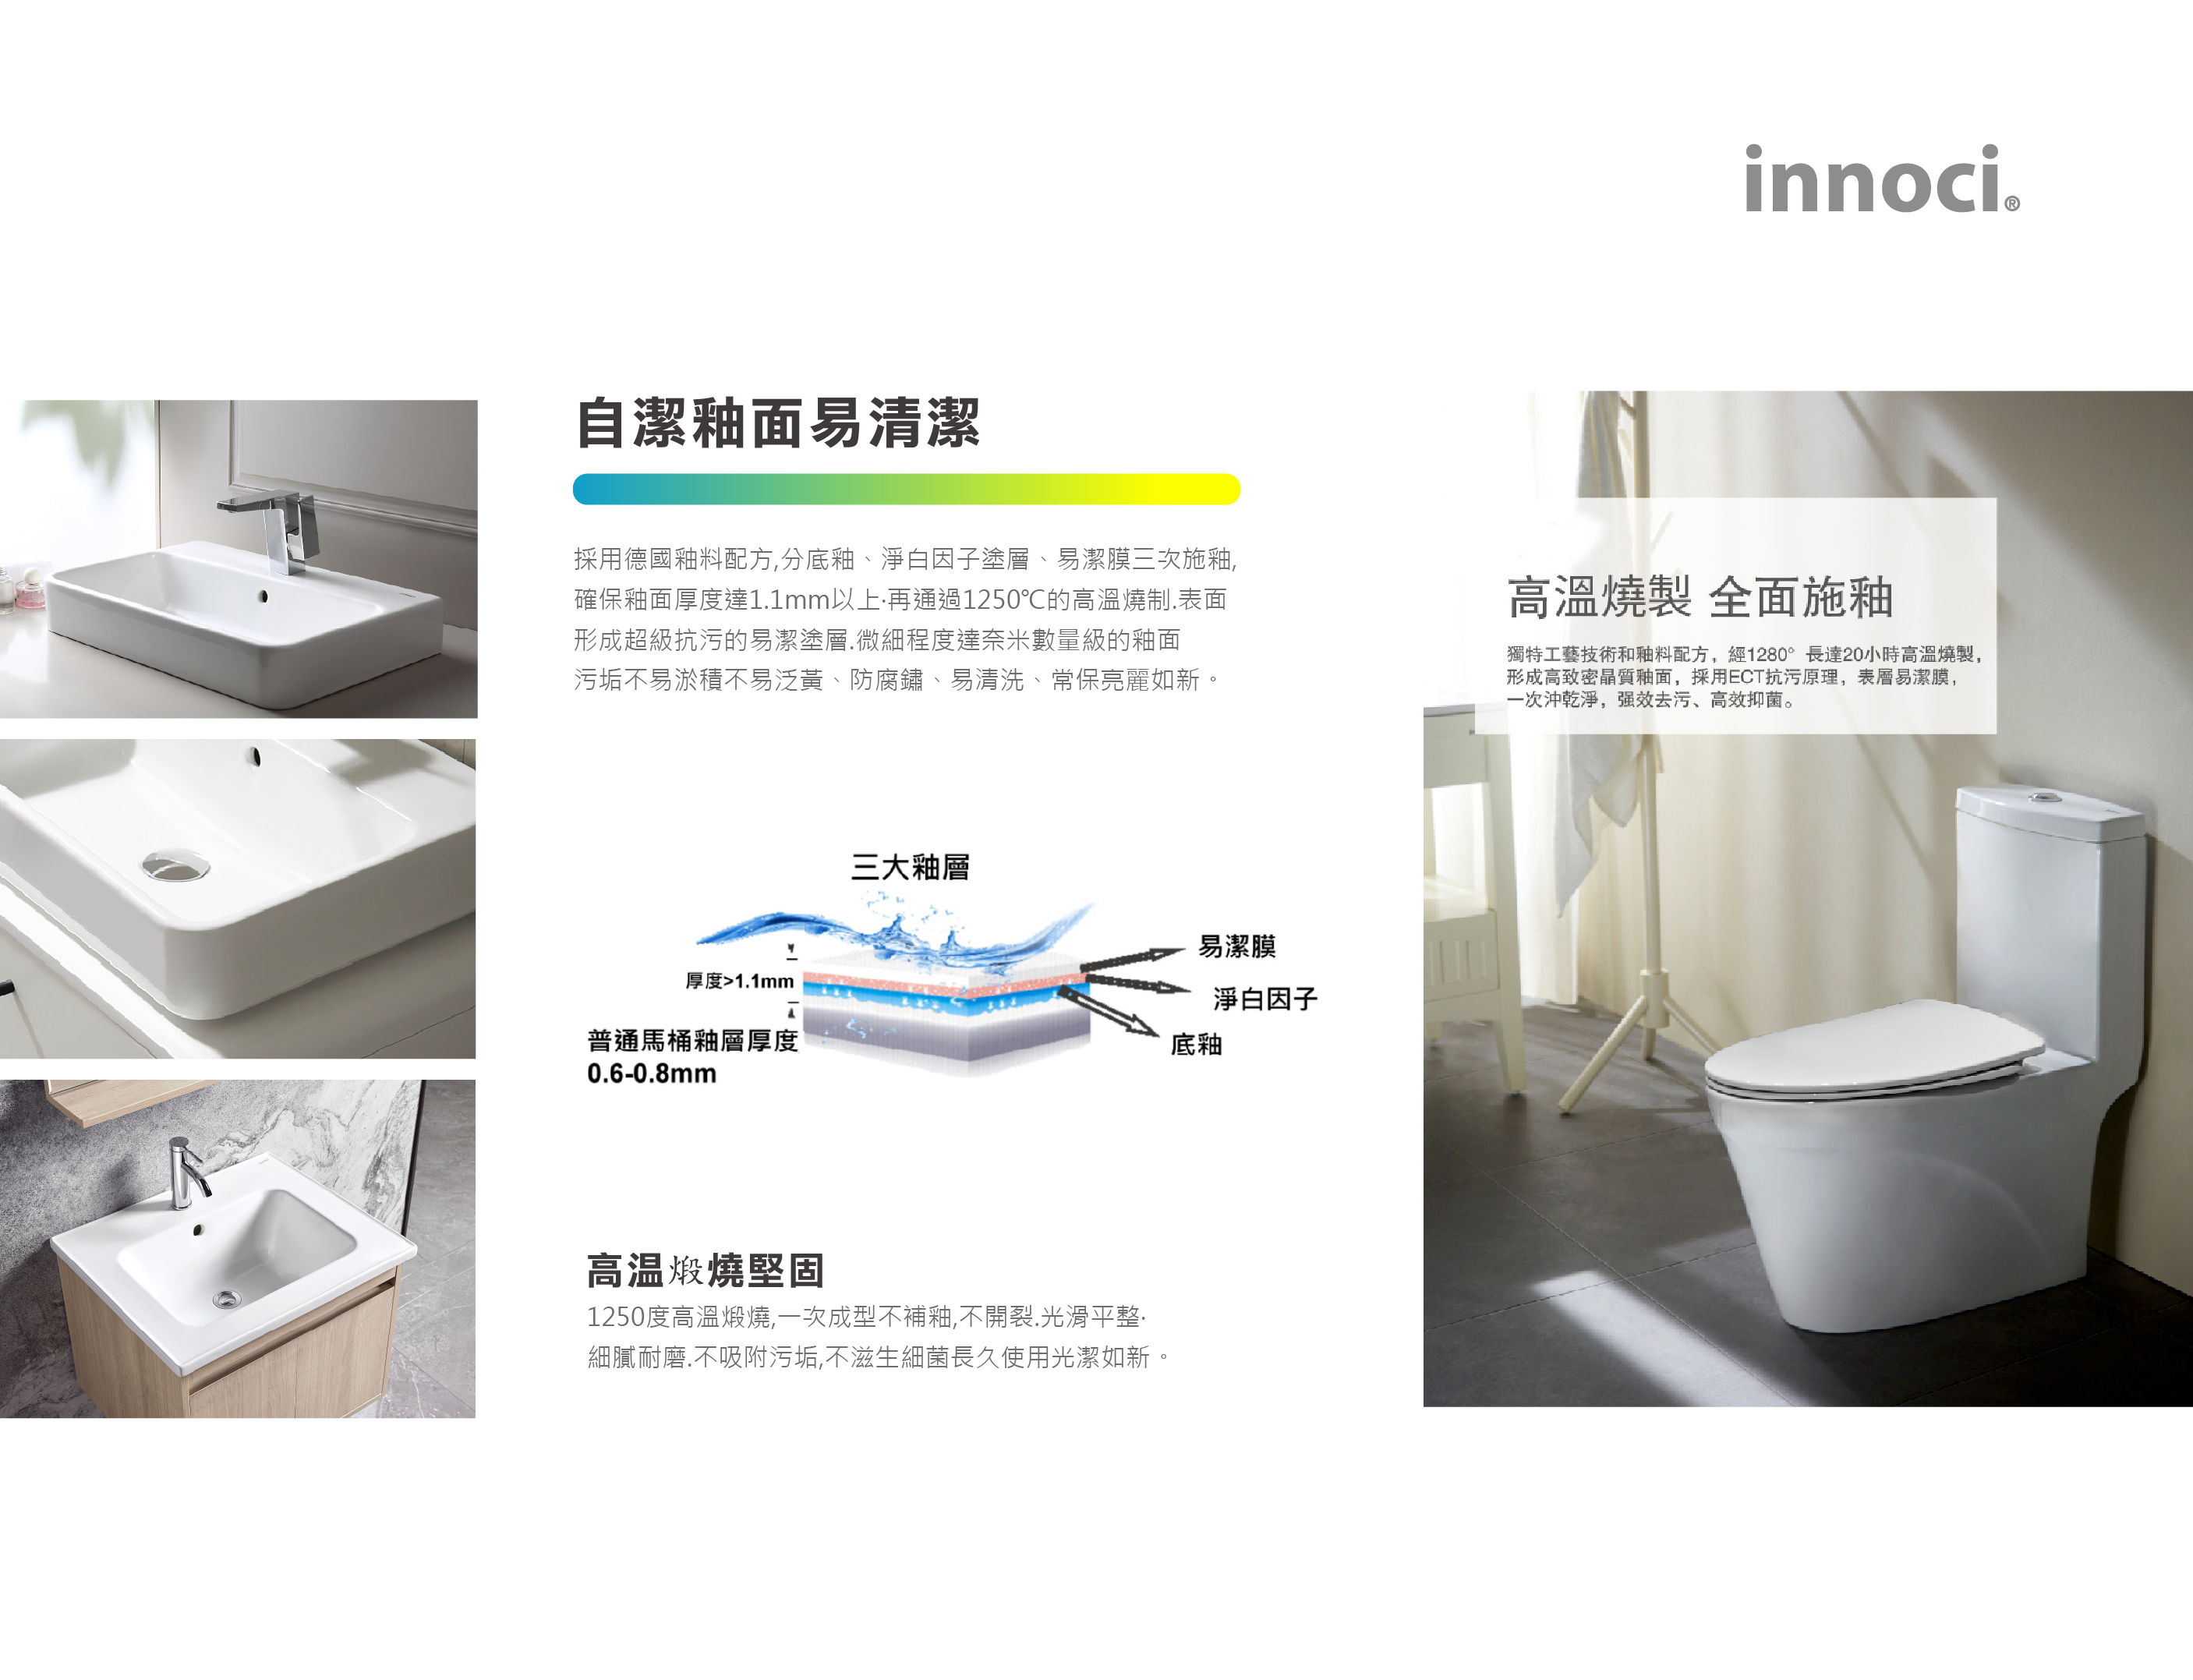 innoci®
自潔釉面易清潔
採用德國釉料配方,分底釉、淨白因子塗層、易潔膜三次施釉,
確保釉面厚度達1.1mm以上·再通過1250℃的高溫燒制.表面
形成超級抗污的易潔塗層.微細程度達奈米數量級的釉面
污垢不易淤積不易泛黃、防腐鏽、易清洗、常保亮麗如新。
三大釉層
厚度>1.1mm
普通馬桶釉層厚度
0.6-0.8mm
易潔膜
淨白因子
底釉
高温煅燒堅固
1250度高溫煅燒,一次成型不補釉,不開裂.光滑平整·
細膩耐磨.不吸附污垢,不滋生細菌長久使用光潔如新。
高溫燒製 全面施釉
獨特工藝技術和釉料配方，經1280°長達20小時高溫燒製，
形成高致密晶質釉面，採用ECT抗污原理，表層易潔膜，
一次沖乾淨，强效去污、高效抑菌。